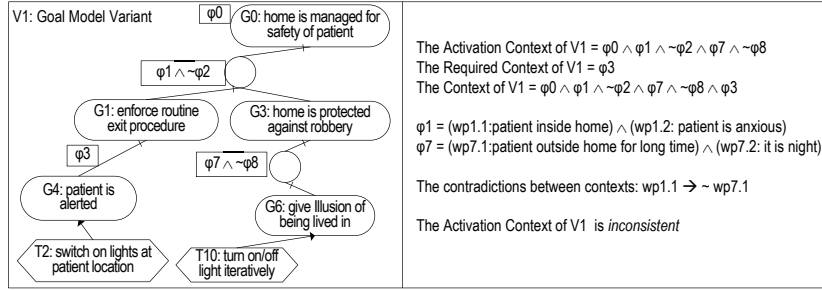 V1: Goal Model Variant
φ0
G0: home is managed for
safety of patient
φ1 ∧ ~φ2
G1: enforce routine
exit procedure
G3: home is protected
against robbery
φ3
φ7 ∧ ~φ8
G4: patient is
alerted
G6: give Illusion of
being lived in
T2: switch on lights at
patient location
T10: turn on/off
light iteratively
The Activation Context of V1 = φ0 ∧ φ1 ∧ ~φ2 ∧ φ7 ∧ ~φ8
The Required Context of V1 = φ3
The Context of V1 = φ0 ∧ φ1 ∧ ~φ2 ∧ φ7 ∧ ~φ8 ∧ φ3
φ1 = (wp1.1:patient inside home) ∧ (wp1.2: patient is anxious)
φ7 = (wp7.1:patient outside home for long time) ∧ (wp7.2: it is night)
The contradictions between contexts: wp1.1 → ~ wp7.1
The Activation Context of V1 is inconsistent